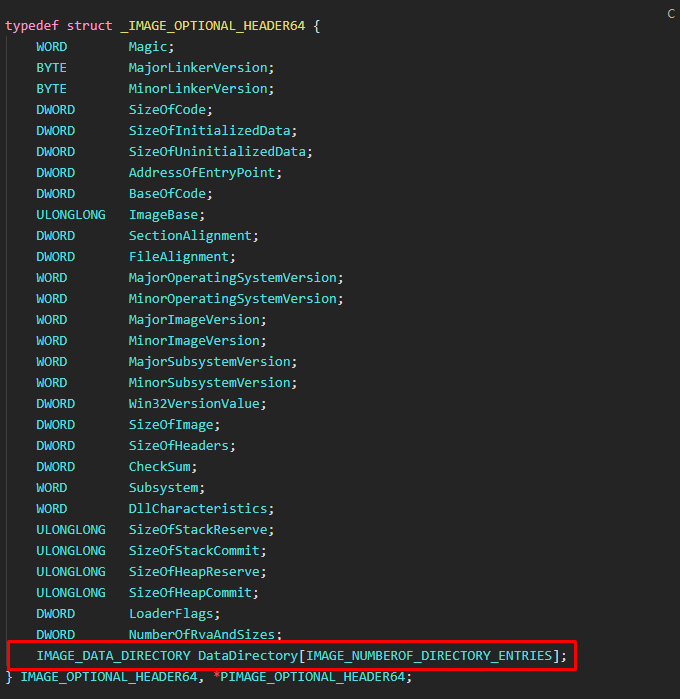 C
typedef struct _IMAGE_OPTIONAL_HEADER64 {
    WORD        Magic;
    BYTE        MajorLinkerVersion;
    BYTE        MinorLinkerVersion;
    DWORD       SizeOfCode;
    DWORD       SizeOfInitializedData;
    DWORD       SizeOfUninitializedData;
    DWORD       AddressOfEntryPoint;
    DWORD       BaseOfCode;
    ULONGLONG   ImageBase;
    DWORD       SectionAlignment;
    DWORD       FileAlignment;
    WORD        MajorOperatingSystemVersion;
    WORD        MinorOperatingSystemVersion;
    WORD        MajorImageVersion;
    WORD        MinorImageVersion;
    WORD        MajorSubsystemVersion;
    WORD        MinorSubsystemVersion;
    DWORD       Win32VersionValue;
    DWORD       SizeOfImage;
    DWORD       SizeOfHeaders;
    DWORD       CheckSum;
    WORD        Subsystem;
    WORD        DllCharacteristics;
    ULONGLONG   SizeOfStackReserve;
    ULONGLONG   SizeOfStackCommit;
    ULONGLONG   SizeOfHeapReserve;
    ULONGLONG   SizeOfHeapCommit;
    DWORD       LoaderFlags;
    DWORD       NumberOfRvaAndSizes;
    IMAGE_DATA_DIRECTORY DataDirectory[IMAGE_NUMBEROF_DIRECTORY_ENTRIES];
} IMAGE_OPTIONAL_HEADER64, *PIMAGE_OPTIONAL_HEADER64;